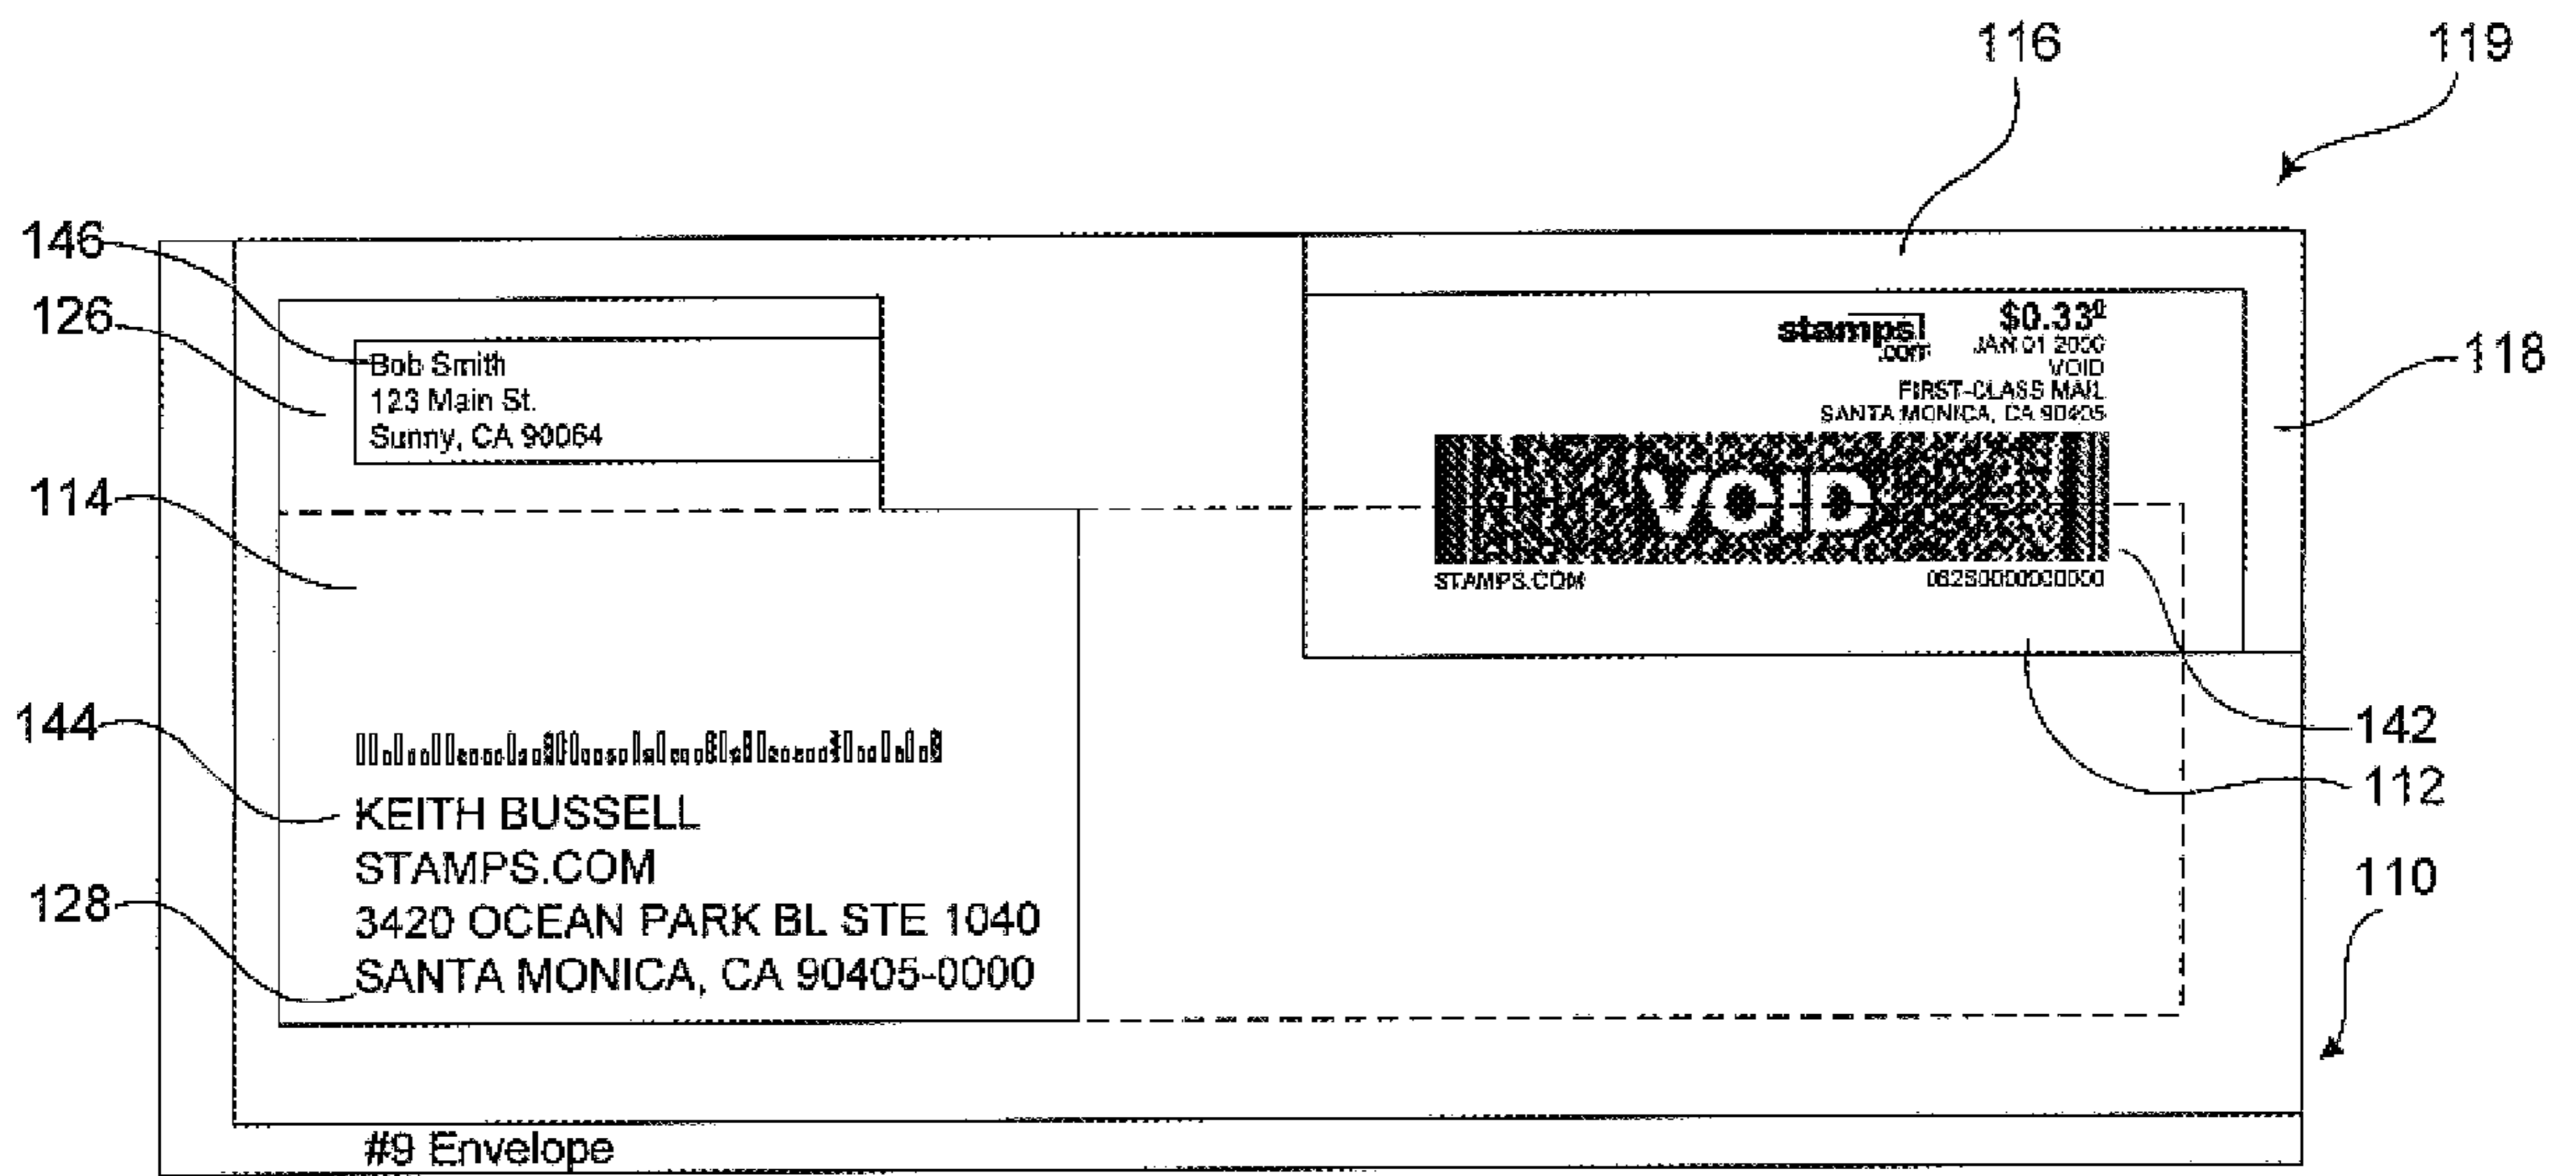 116
119
146
126
Bob Smith
123 Main St.
Sunny, CA 90064
stamps!
.com
$0.33⁰
JAN 01 2000
VOID
FIRST-CLASS MAIL
SANTA MONICA, CA 90405
118
VOID
114
STAMPS.COM
144
142
112
KEITH BUSSELL
STAMPS.COM
3420 OCEAN PARK BL STE 1040
SANTA MONICA, CA 90405-0000
128
110
#9 Envelope